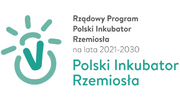 Rządowy Program
Polski Inkubator
Rzemiosła
na lata 2021-2030
Polski Inkubator
Rzemiosła